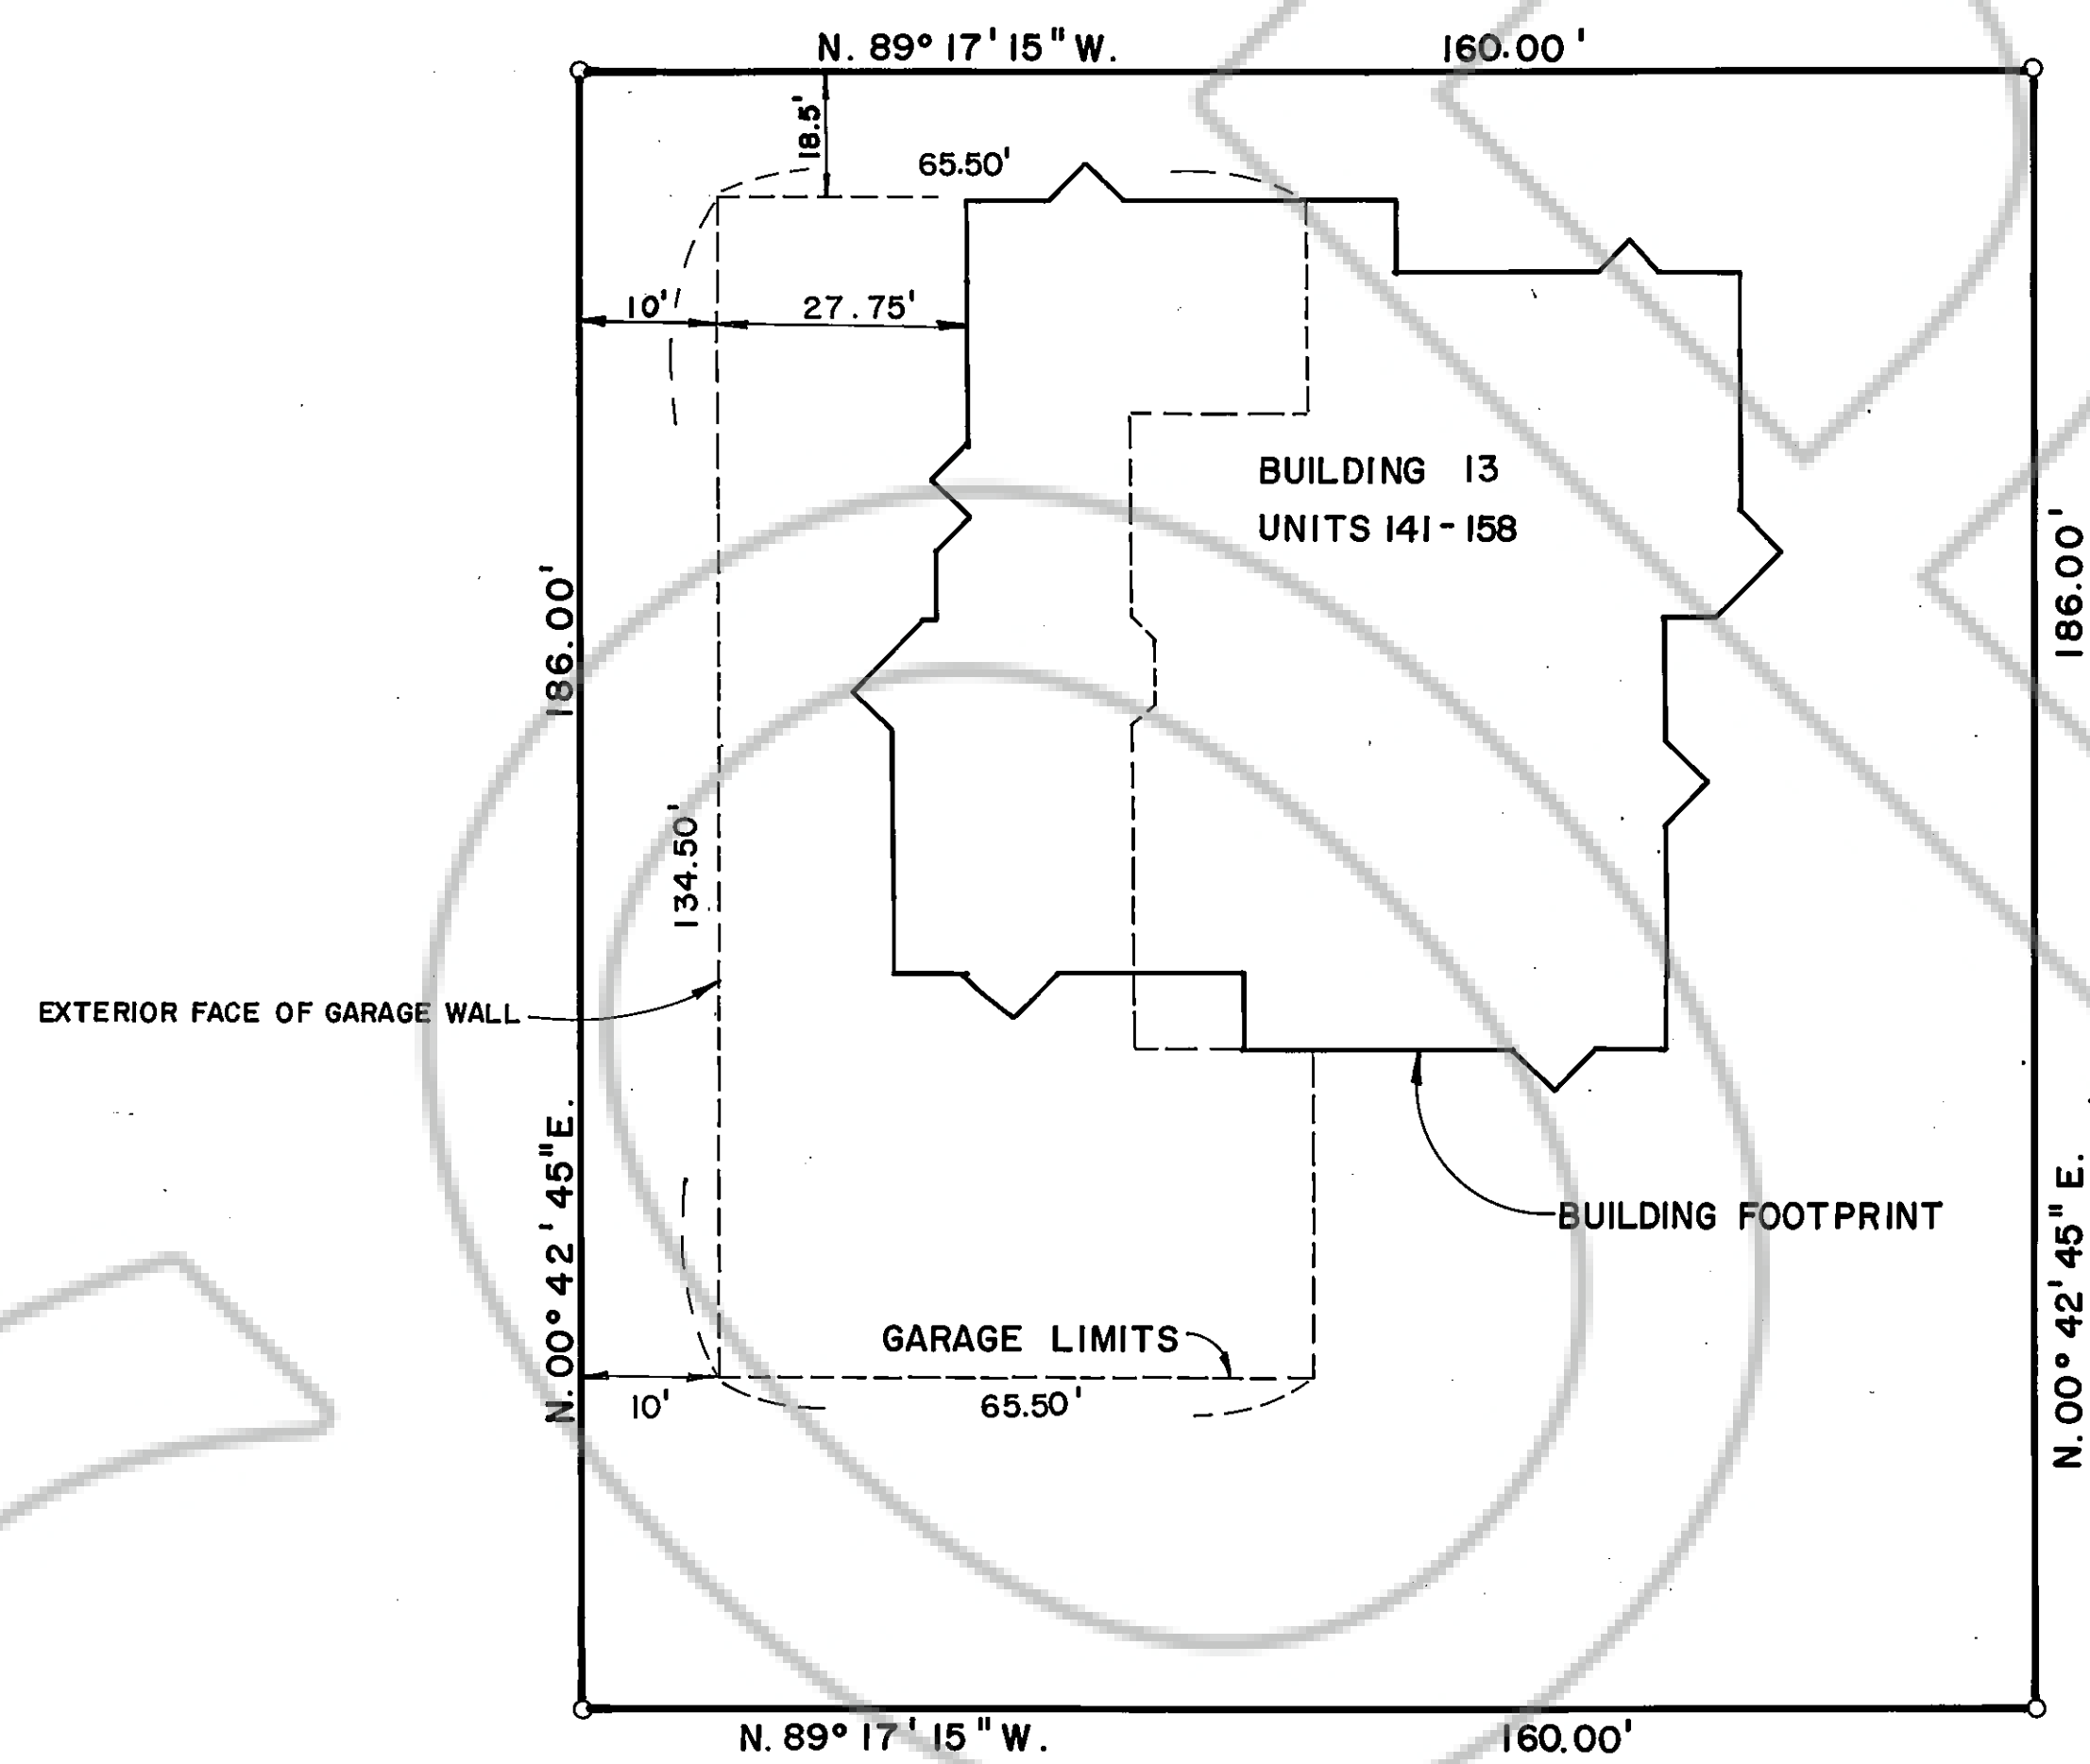 N. 89° 17' 15" W. 160.00'
18.5'
65.50'
10' 27.75'
BUILDING 13
UNITS 141-158
186.00'
186.00'
134.50'
EXTERIOR FACE OF GARAGE WALL
N. 00° 42' 45" E.
N. 00° 42' 45" E.
BUILDING FOOTPRINT
GARAGE LIMITS
10' 65.50'
N. 89° 17' 15" W. 160.00'